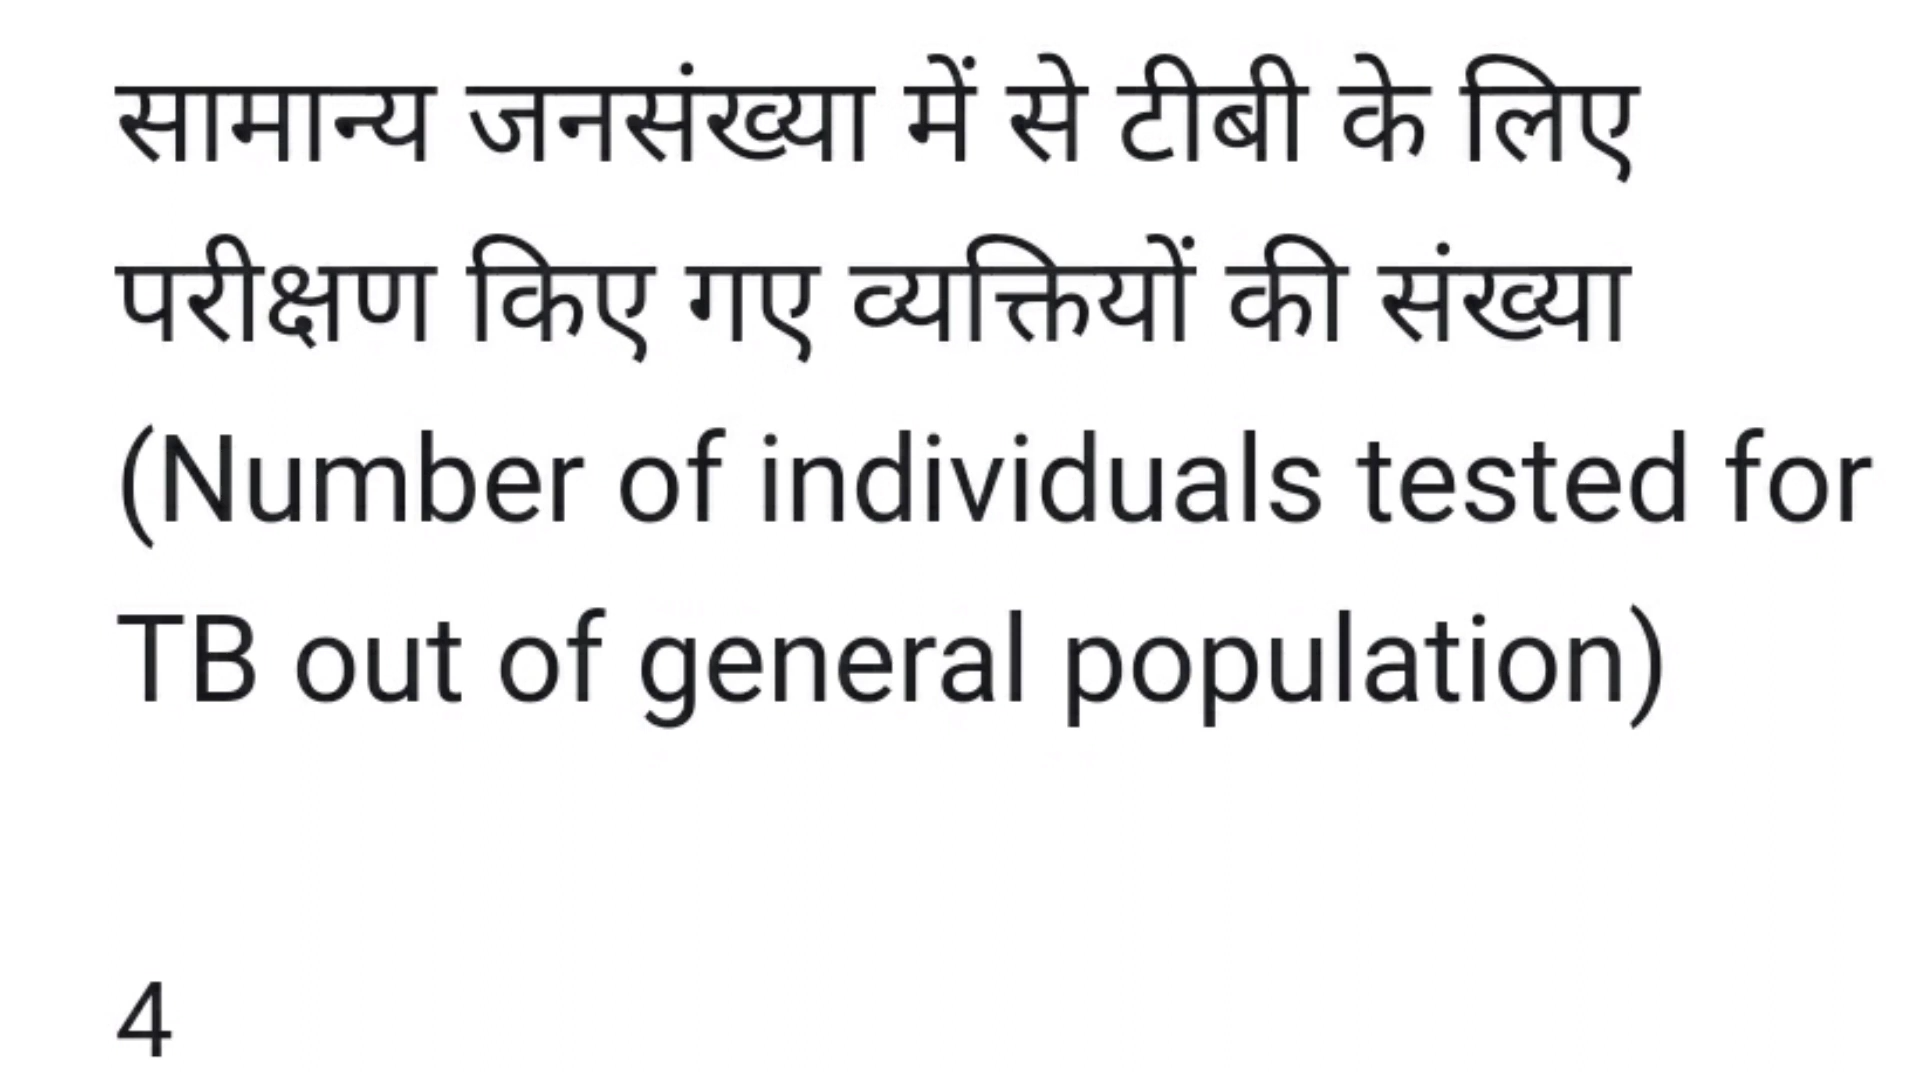 सामान्य जनसंख्या में से टीबी के लिए
परीक्षण किए गए व्यक्तियों की संख्या
(Number of individuals tested for
TB out of general population)
4